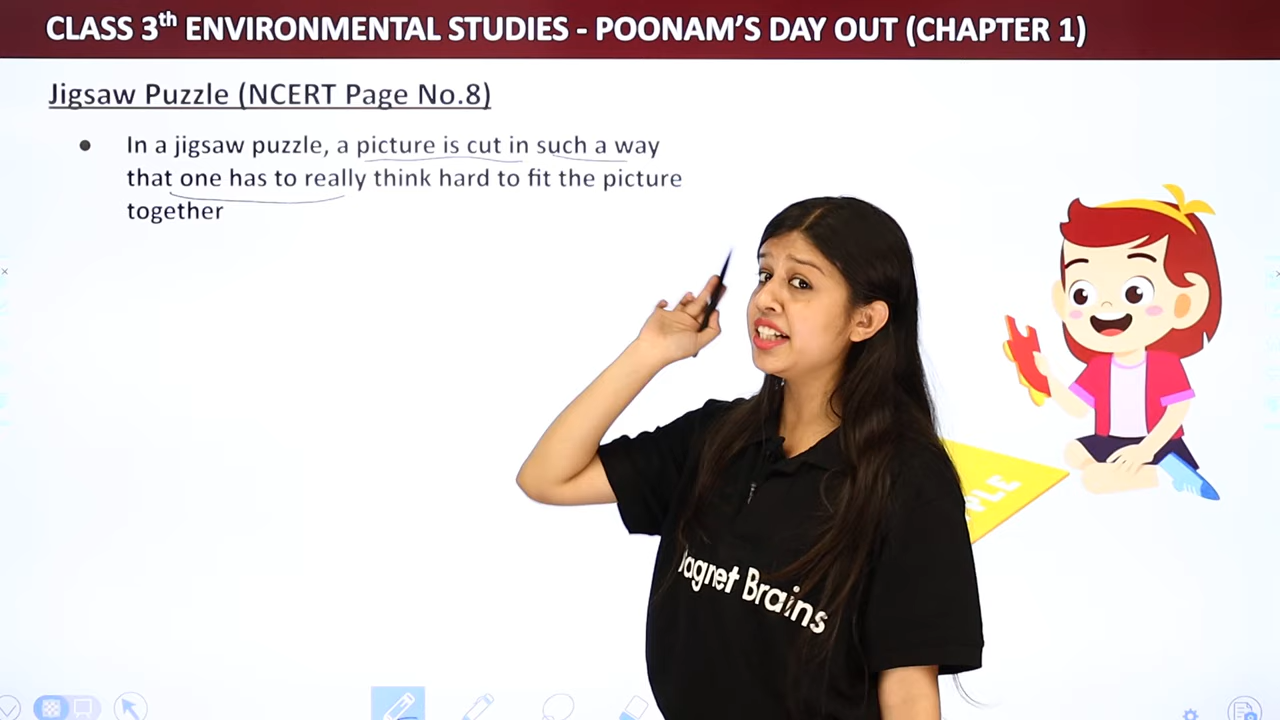 CLASS 3th ENVIRONMENTAL STUDIES - POONAM'S DAY OUT (CHAPTER 1)
Jigsaw Puzzle (NCERT Page No.8)
● In a jigsaw puzzle, a picture is cut in such a way
that one has to really think hard to fit the picture
together
agnet Brains